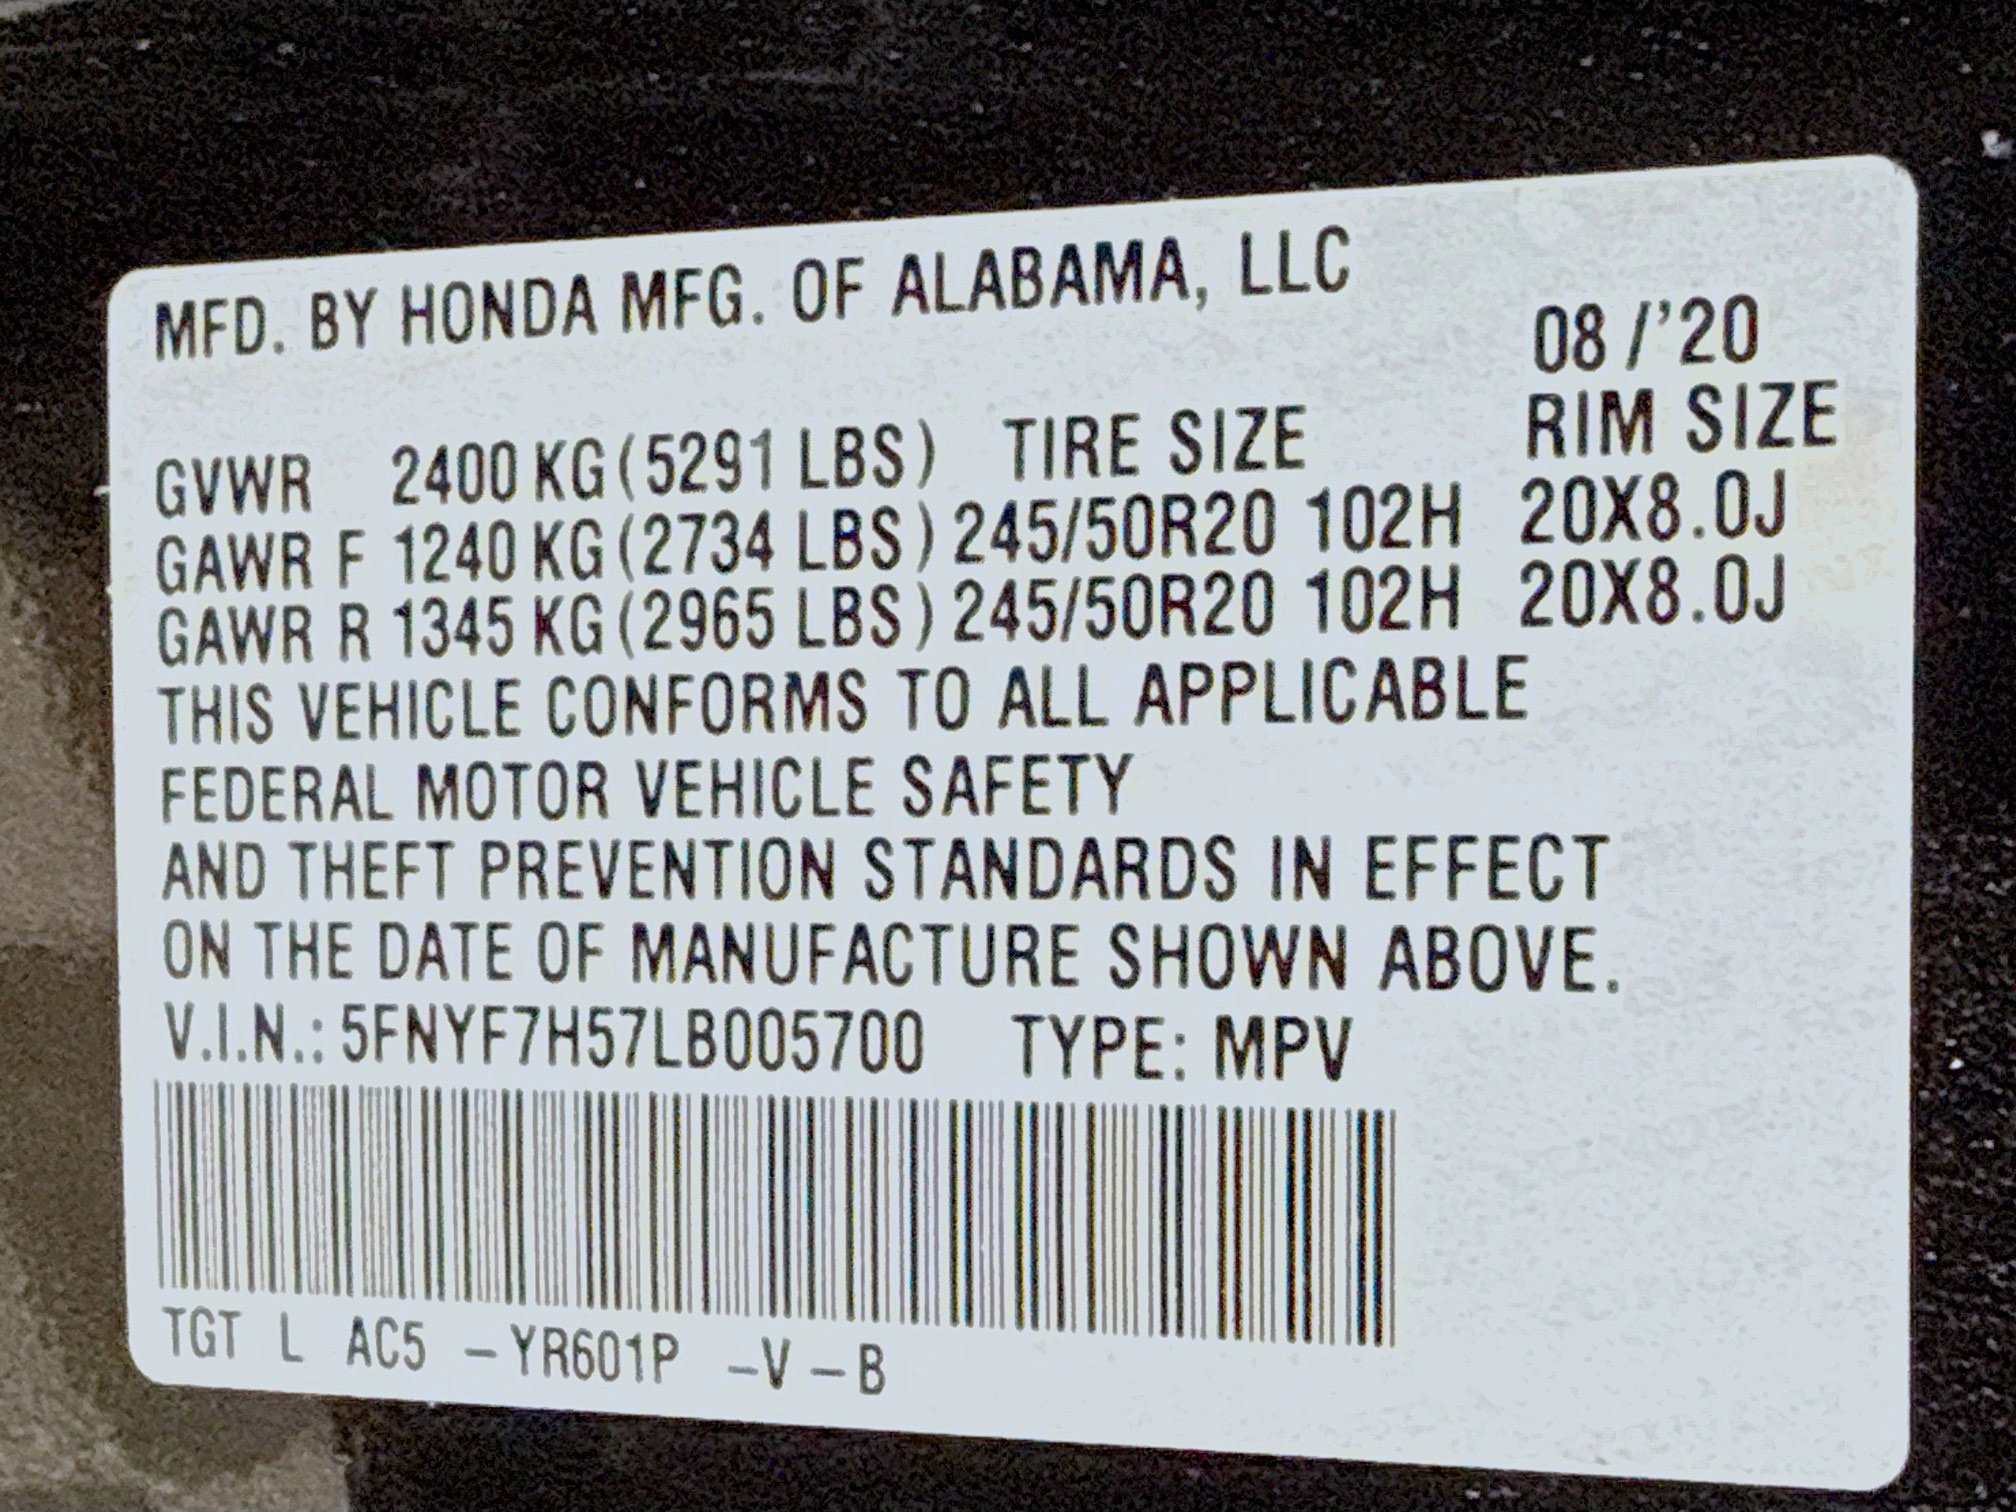 MFD. BY HONDA MFG. OF ALABAMA, LLC
08 /'20
GVWR 2400 KG (5291 LBS) TIRE SIZE RIM SIZE
GAWR F 1240 KG (2734 LBS) 245/50R20 102H 20X8.0J
GAWR R 1345 KG (2965 LBS) 245/50R20 102H 20X8.0J
THIS VEHICLE CONFORMS TO ALL APPLICABLE
FEDERAL MOTOR VEHICLE SAFETY
AND THEFT PREVENTION STANDARDS IN EFFECT
ON THE DATE OF MANUFACTURE SHOWN ABOVE.
V.I.N.: 5FNYF7H57LB005700 TYPE: MPV
TGT L AC5 – YR601P –V – B